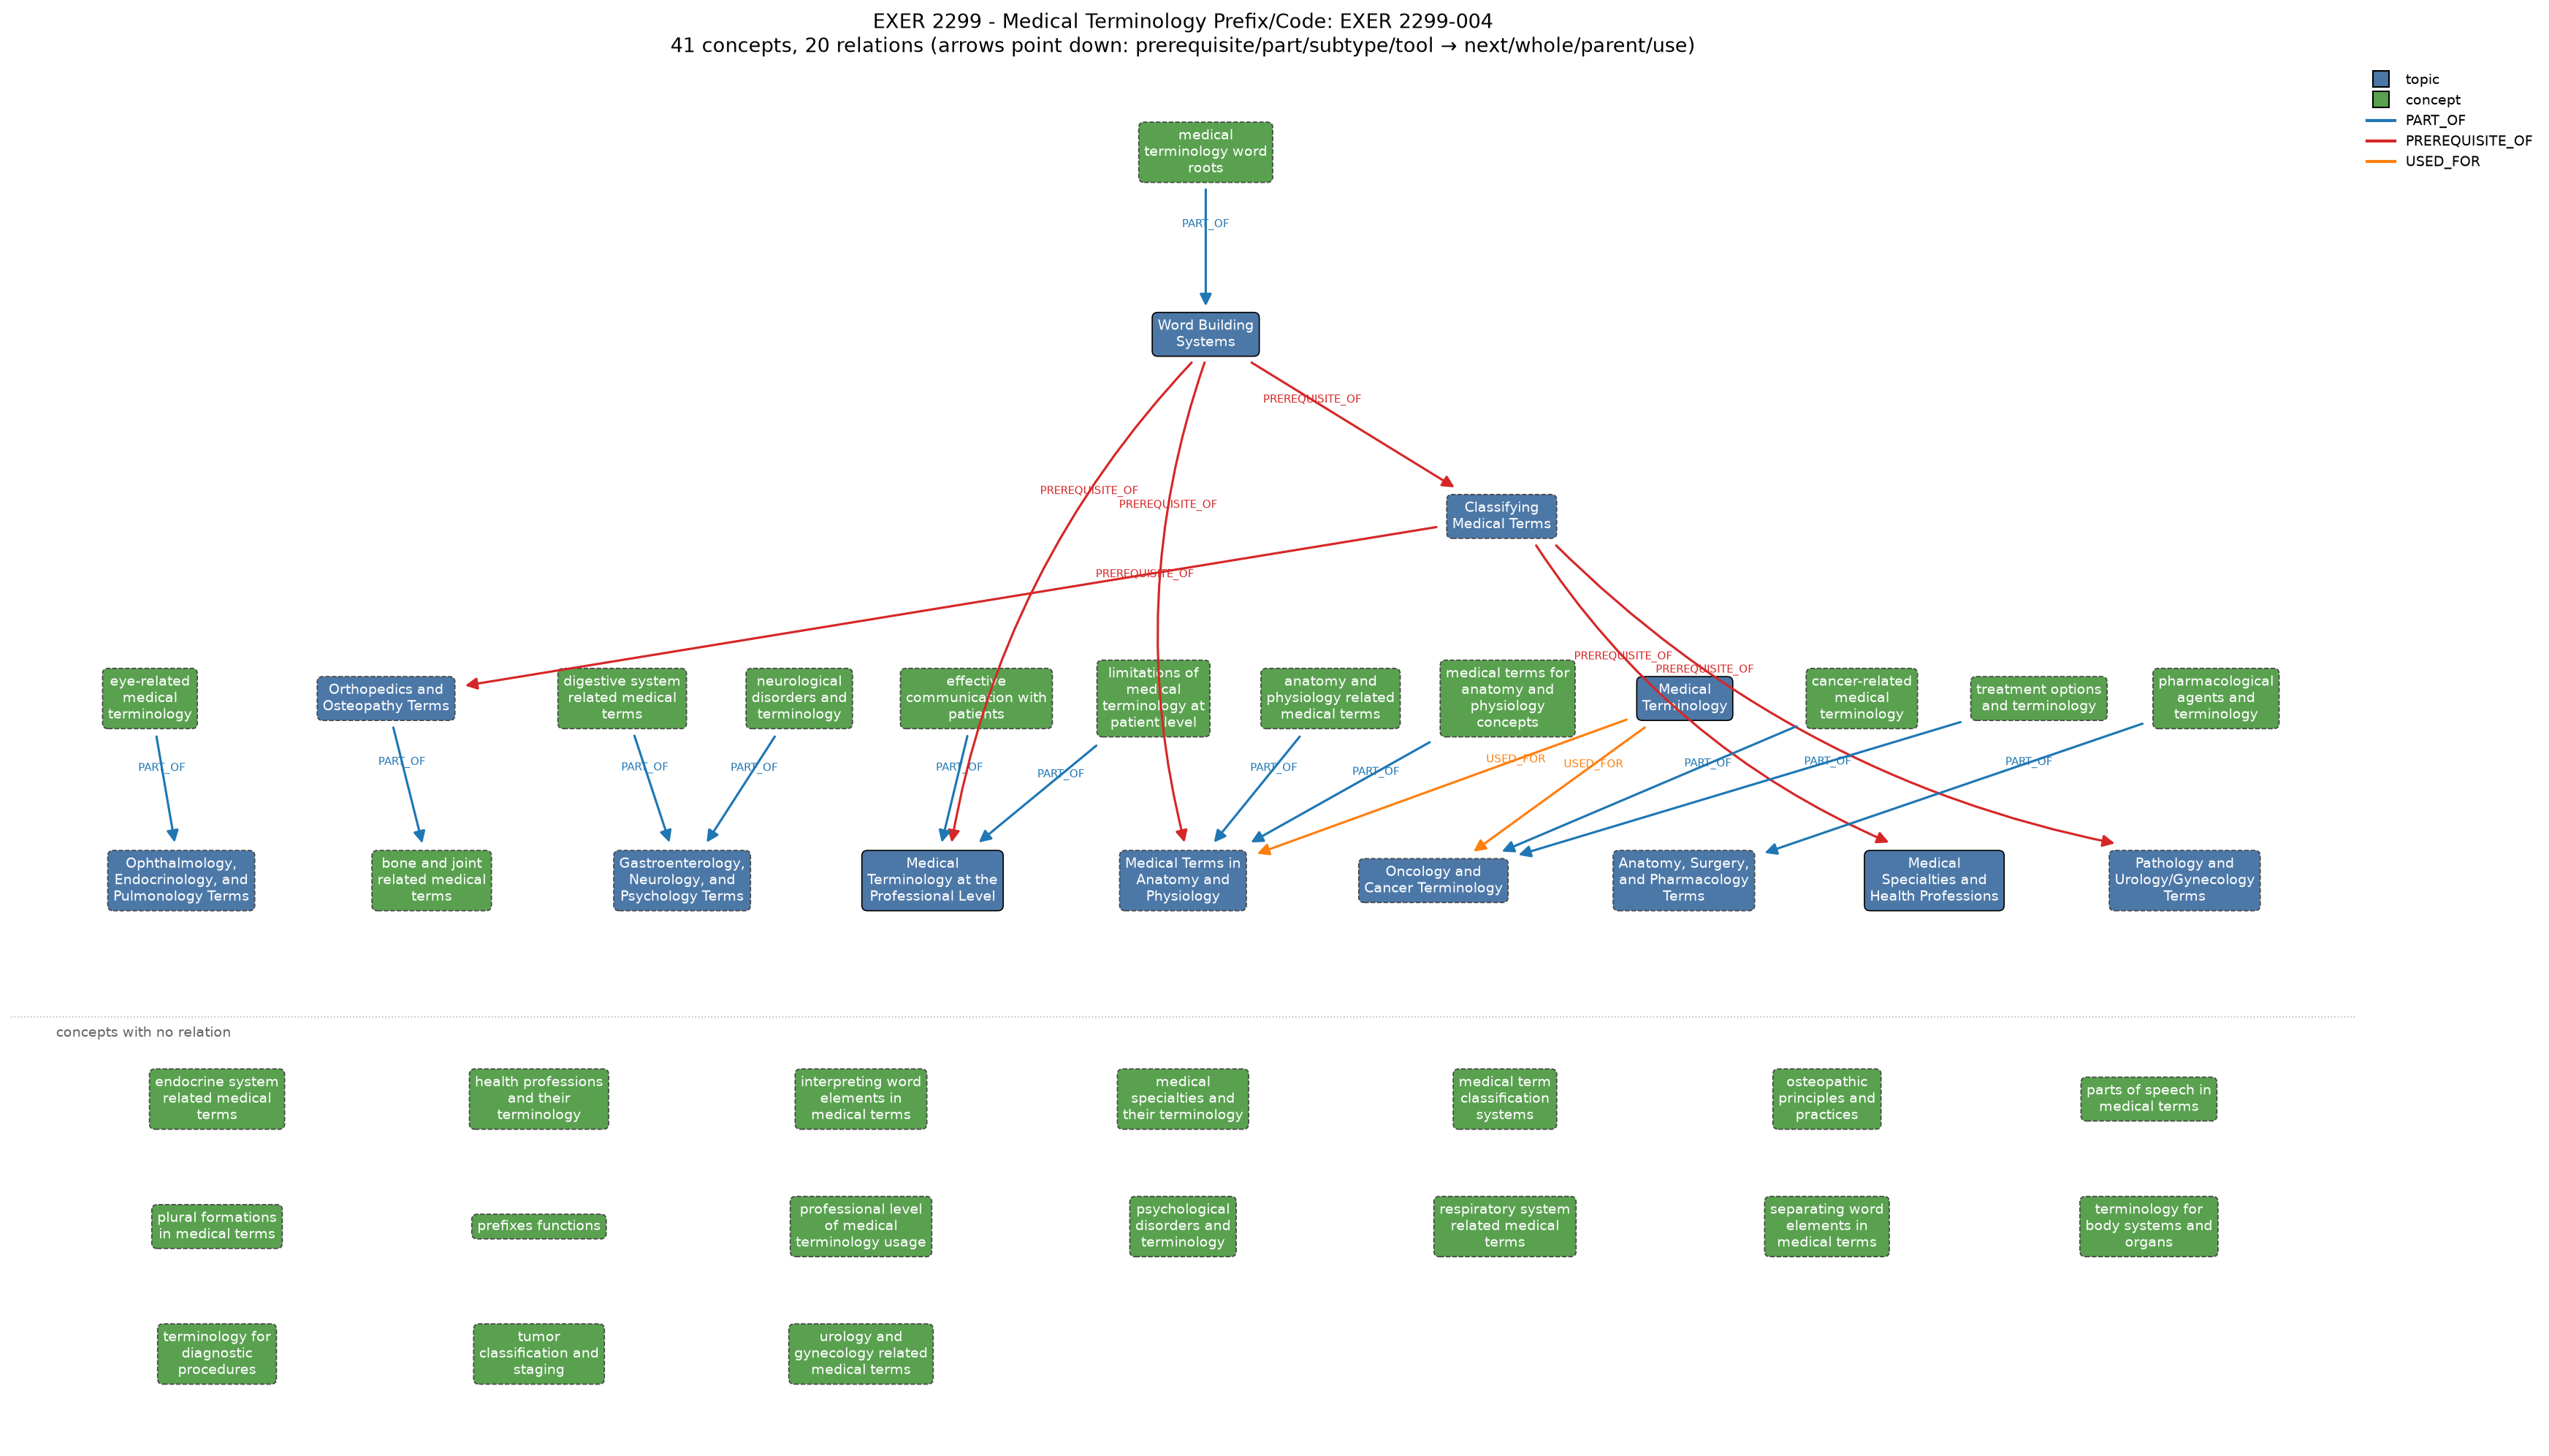 EXER 2299 - Medical Terminology Prefix/Code: EXER 2299-004
41 concepts, 20 relations (arrows point down: prerequisite/part/subtype/tool → next/whole/parent/use)
topic
concept
PART_OF
PREREQUISITE_OF
USED_FOR
medical
terminology word
roots
PART_OF
Word Building
Systems
PREREQUISITE_OF
PREREQUISITE_OF
PREREQUISITE_OF
Classifying
Medical Terms
PREREQUISITE_OF
PREREQUISITE_OF
PREREQUISITE_OF
eye-related
medical
terminology
Orthopedics and
Osteopathy Terms
digestive system
related medical
terms
neurological
disorders and
terminology
effective
communication with
patients
limitations of
medical
terminology at
patient level
anatomy and
physiology related
medical terms
medical terms for
anatomy and
physiology
concepts
Medical
Terminology
cancer-related
medical
terminology
treatment options
and terminology
pharmacological
agents and
terminology
PART_OF
PART_OF
PART_OF
PART_OF
PART_OF
PART_OF
PART_OF
PART_OF
USED_FOR
USED_FOR
PART_OF
PART_OF
PART_OF
Ophthalmology,
Endocrinology, and
Pulmonology Terms
bone and joint
related medical
terms
Gastroenterology,
Neurology, and
Psychology Terms
Medical
Terminology at the
Professional Level
Medical Terms in
Anatomy and
Physiology
Oncology and
Cancer Terminology
Anatomy, Surgery,
and Pharmacology
Terms
Medical
Specialties and
Health Professions
Pathology and
Urology/Gynecology
Terms
concepts with no relation
endocrine system
related medical
terms
health professions
and their
terminology
interpreting word
elements in
medical terms
medical
specialties and
their terminology
medical term
classification
systems
osteopathic
principles and
practices
parts of speech in
medical terms
plural formations
in medical terms
prefixes functions
professional level
of medical
terminology usage
psychological
disorders and
terminology
respiratory system
related medical
terms
separating word
elements in
medical terms
terminology for
body systems and
organs
terminology for
diagnostic
procedures
tumor
classification and
staging
urology and
gynecology related
medical terms